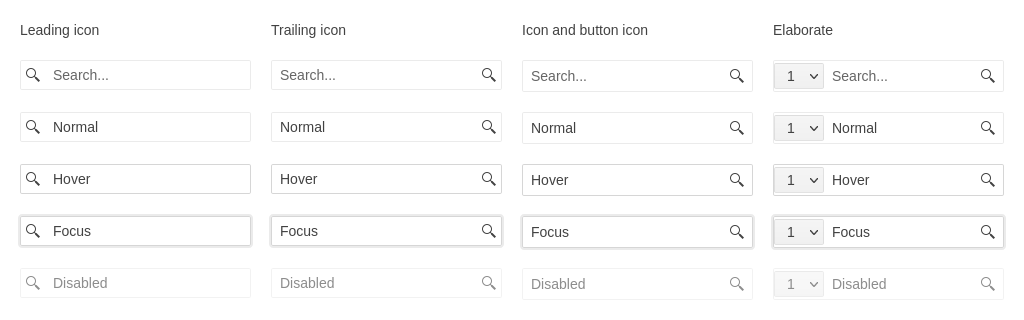 Leading icon Trailing icon Icon and button icon Elaborate
Search... Search... Search... 1 Search...
Normal Normal Normal 1 Normal
Hover Hover Hover 1 Hover
Focus Focus Focus 1 Focus
Disabled Disabled Disabled 1 Disabled